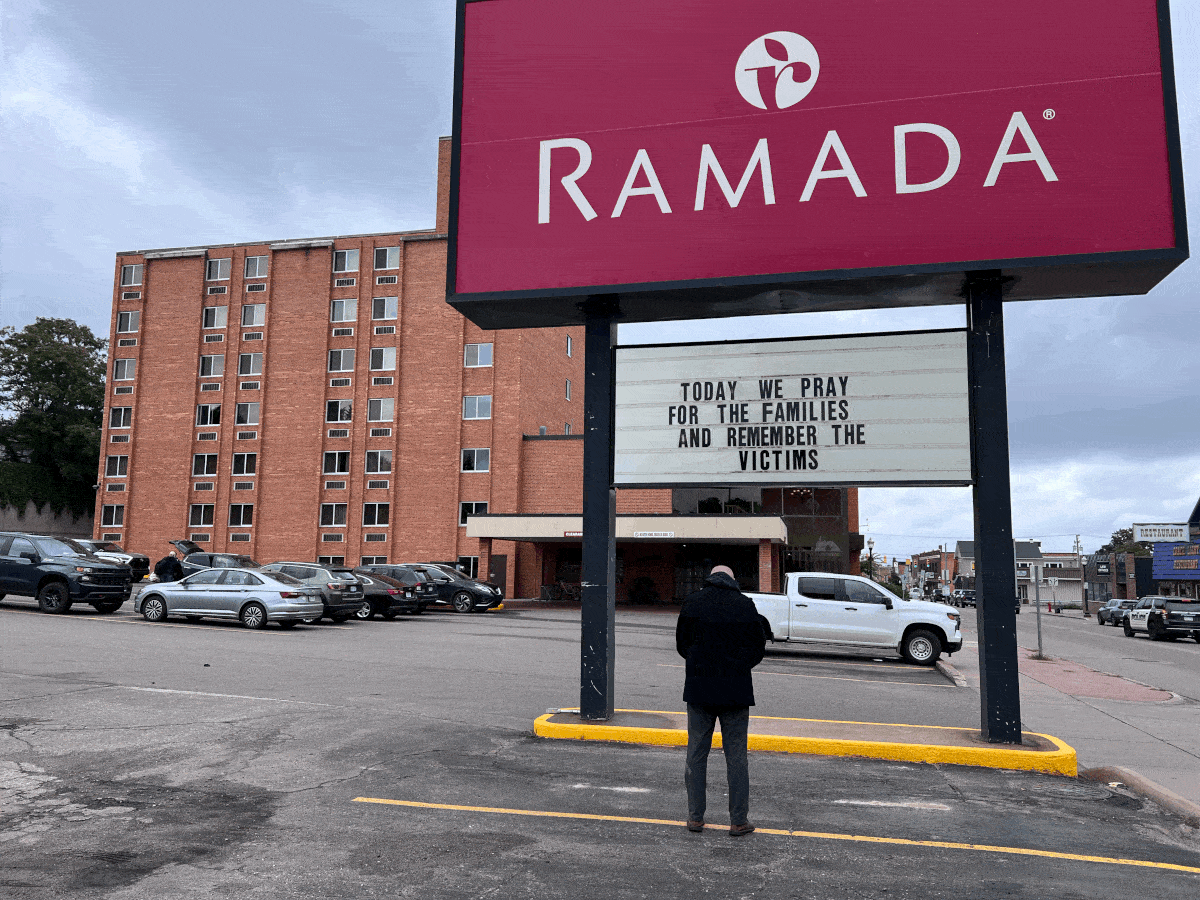 RAMADA®
TODAY WE PRAY
FOR THE FAMILIES
AND REMEMBER THE
VICTIMS
RESTAURANT